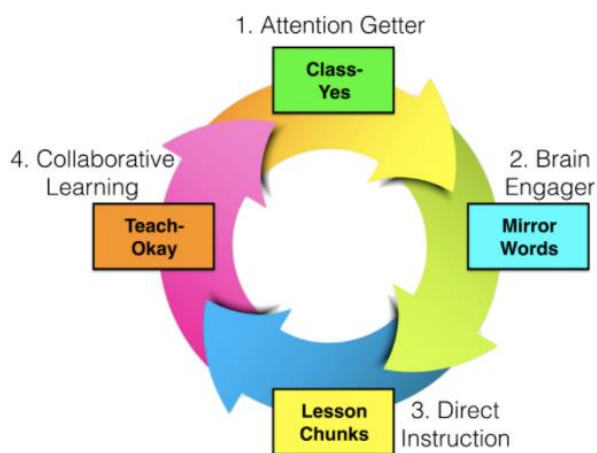 1. Attention Getter
Class-
Yes
2. Brain
Engager
Mirror
Words
3. Direct
Instruction
Lesson
Chunks
4. Collaborative
Learning
Teach-
Okay